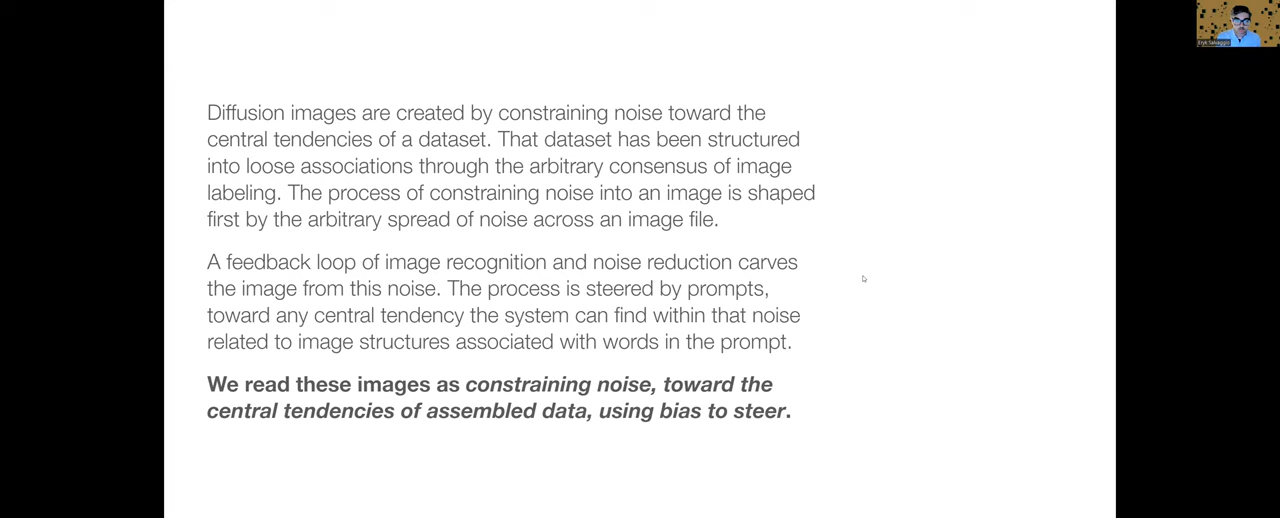 Diffusion images are created by constraining noise toward the
central tendencies of a dataset. That dataset has been structured
into loose associations through the arbitrary consensus of image
labeling. The process of constraining noise into an image is shaped
first by the arbitrary spread of noise across an image file.
A feedback loop of image recognition and noise reduction carves
the image from this noise. The process is steered by prompts,
toward any central tendency the system can find within that noise
related to image structures associated with words in the prompt.
We read these images as constraining noise, toward the
central tendencies of assembled data, using bias to steer.
Eryk Salvaggio